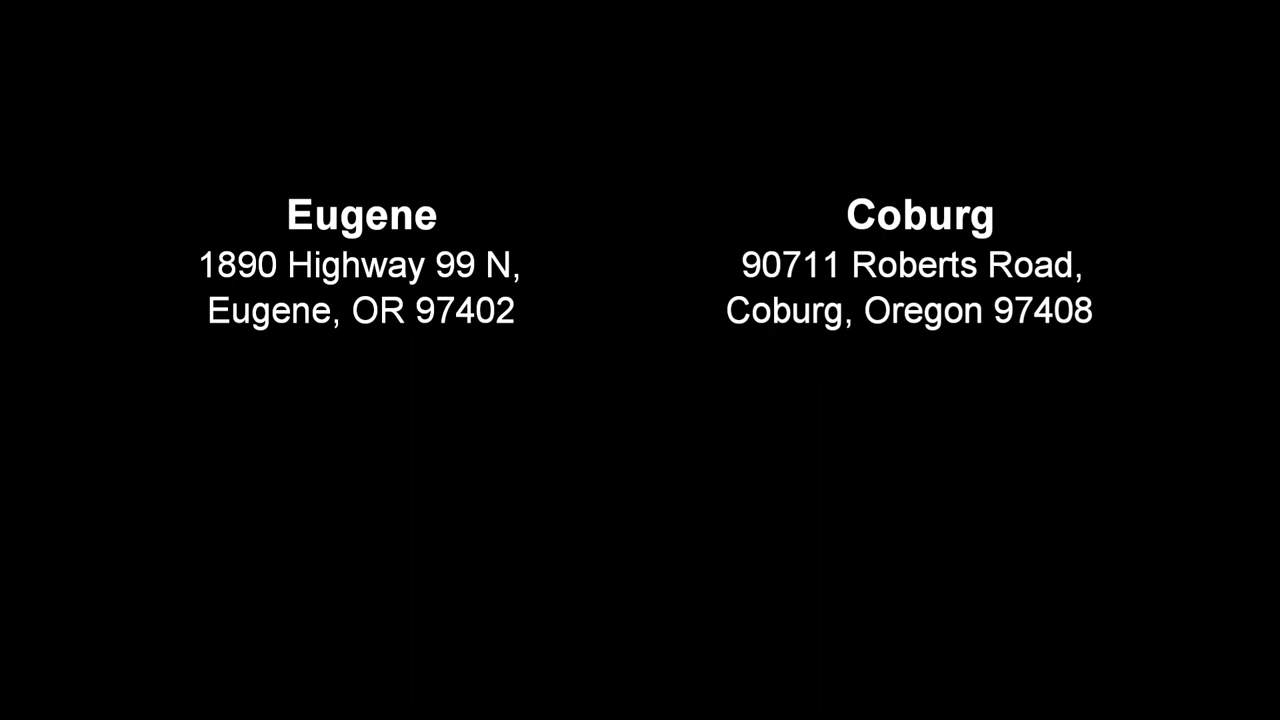 Eugene
1890 Highway 99 N,
Eugene, OR 97402
Coburg
90711 Roberts Road,
Coburg, Oregon 97408